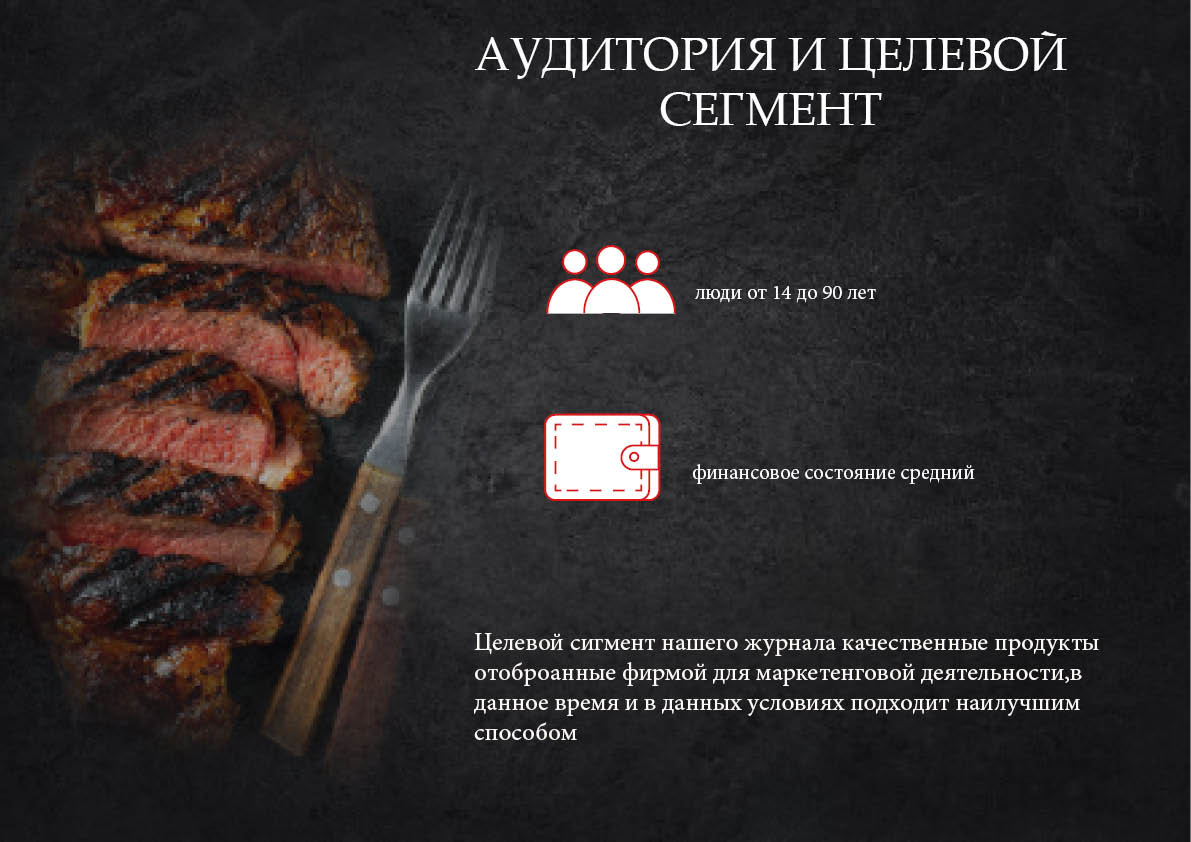 АУДИТОРИЯ И ЦЕЛЕВОЙ
СЕГМЕНТ
люди от 14 до 90 лет
финансовое состояние средний
Целевой сигмент нашего журнала качественные продукты
отоброанные фирмой для маркетенговой деятельности,в
данное время и в данных условиях подходит наилучшим
способом